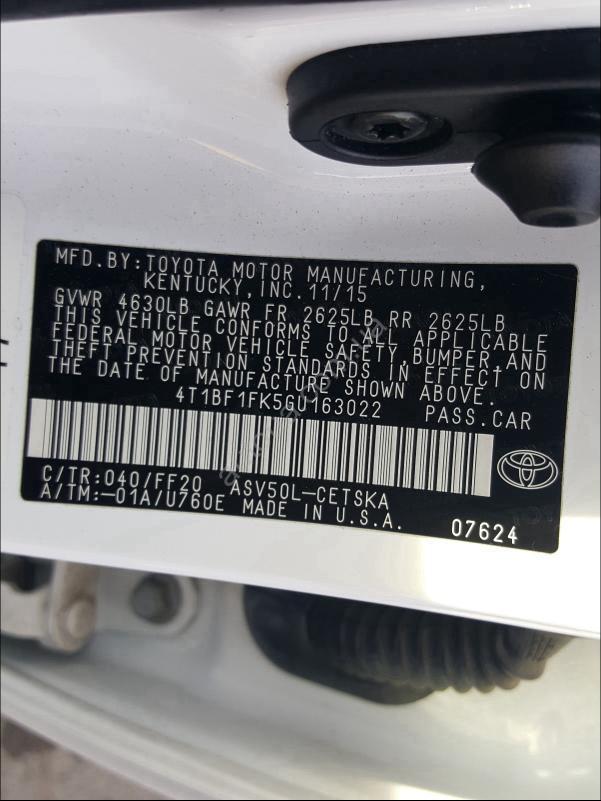 MFD.BY:TOYOTA MOTOR MANUFACTURING,
KENTUCKY,INC.11/15
GVWR 4630LB GAWR FR 2625LB RR 2625LB
THIS VEHICLE CONFORMS TO ALL APPLICABLE
FEDERAL MOTOR VEHICLE SAFETY,BUMPER,AND
THEFT PREVENTION STANDARDS IN EFFECT ON
THE DATE OF MANUFACTURE SHOWN ABOVE.
4T1BF1FK5GU163022 PASS.CAR
C/TR:040/FF20 ASV50L-CETSKA
A/TM:-01A/U760E MADE IN U.S.A. 07624